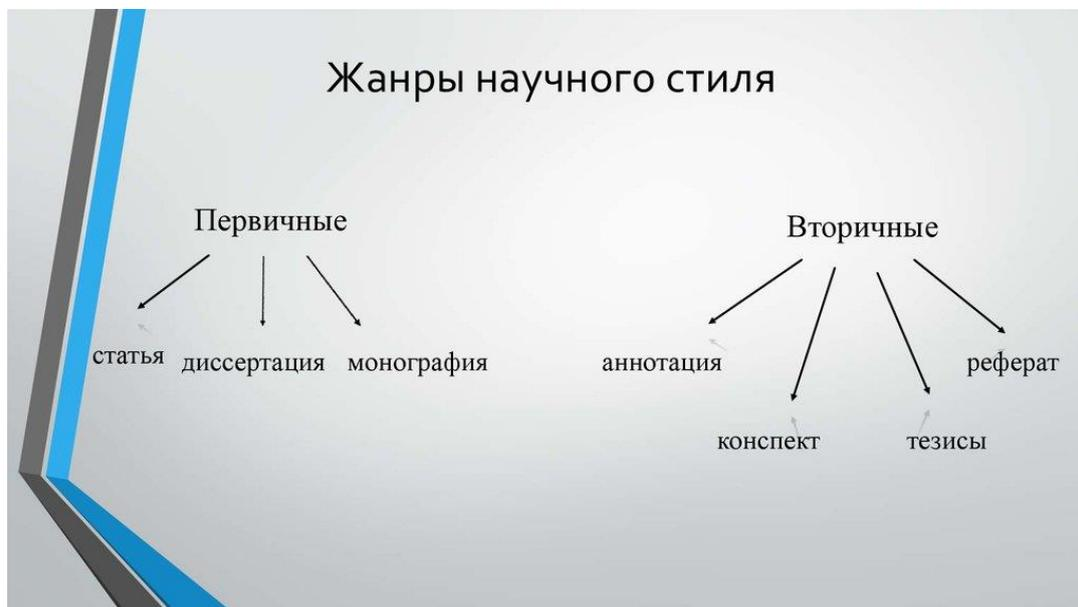 Жанры научного стиля
Первичные
статья
диссертация
монография
Вторичные
аннотация
конспект
тезисы
реферат